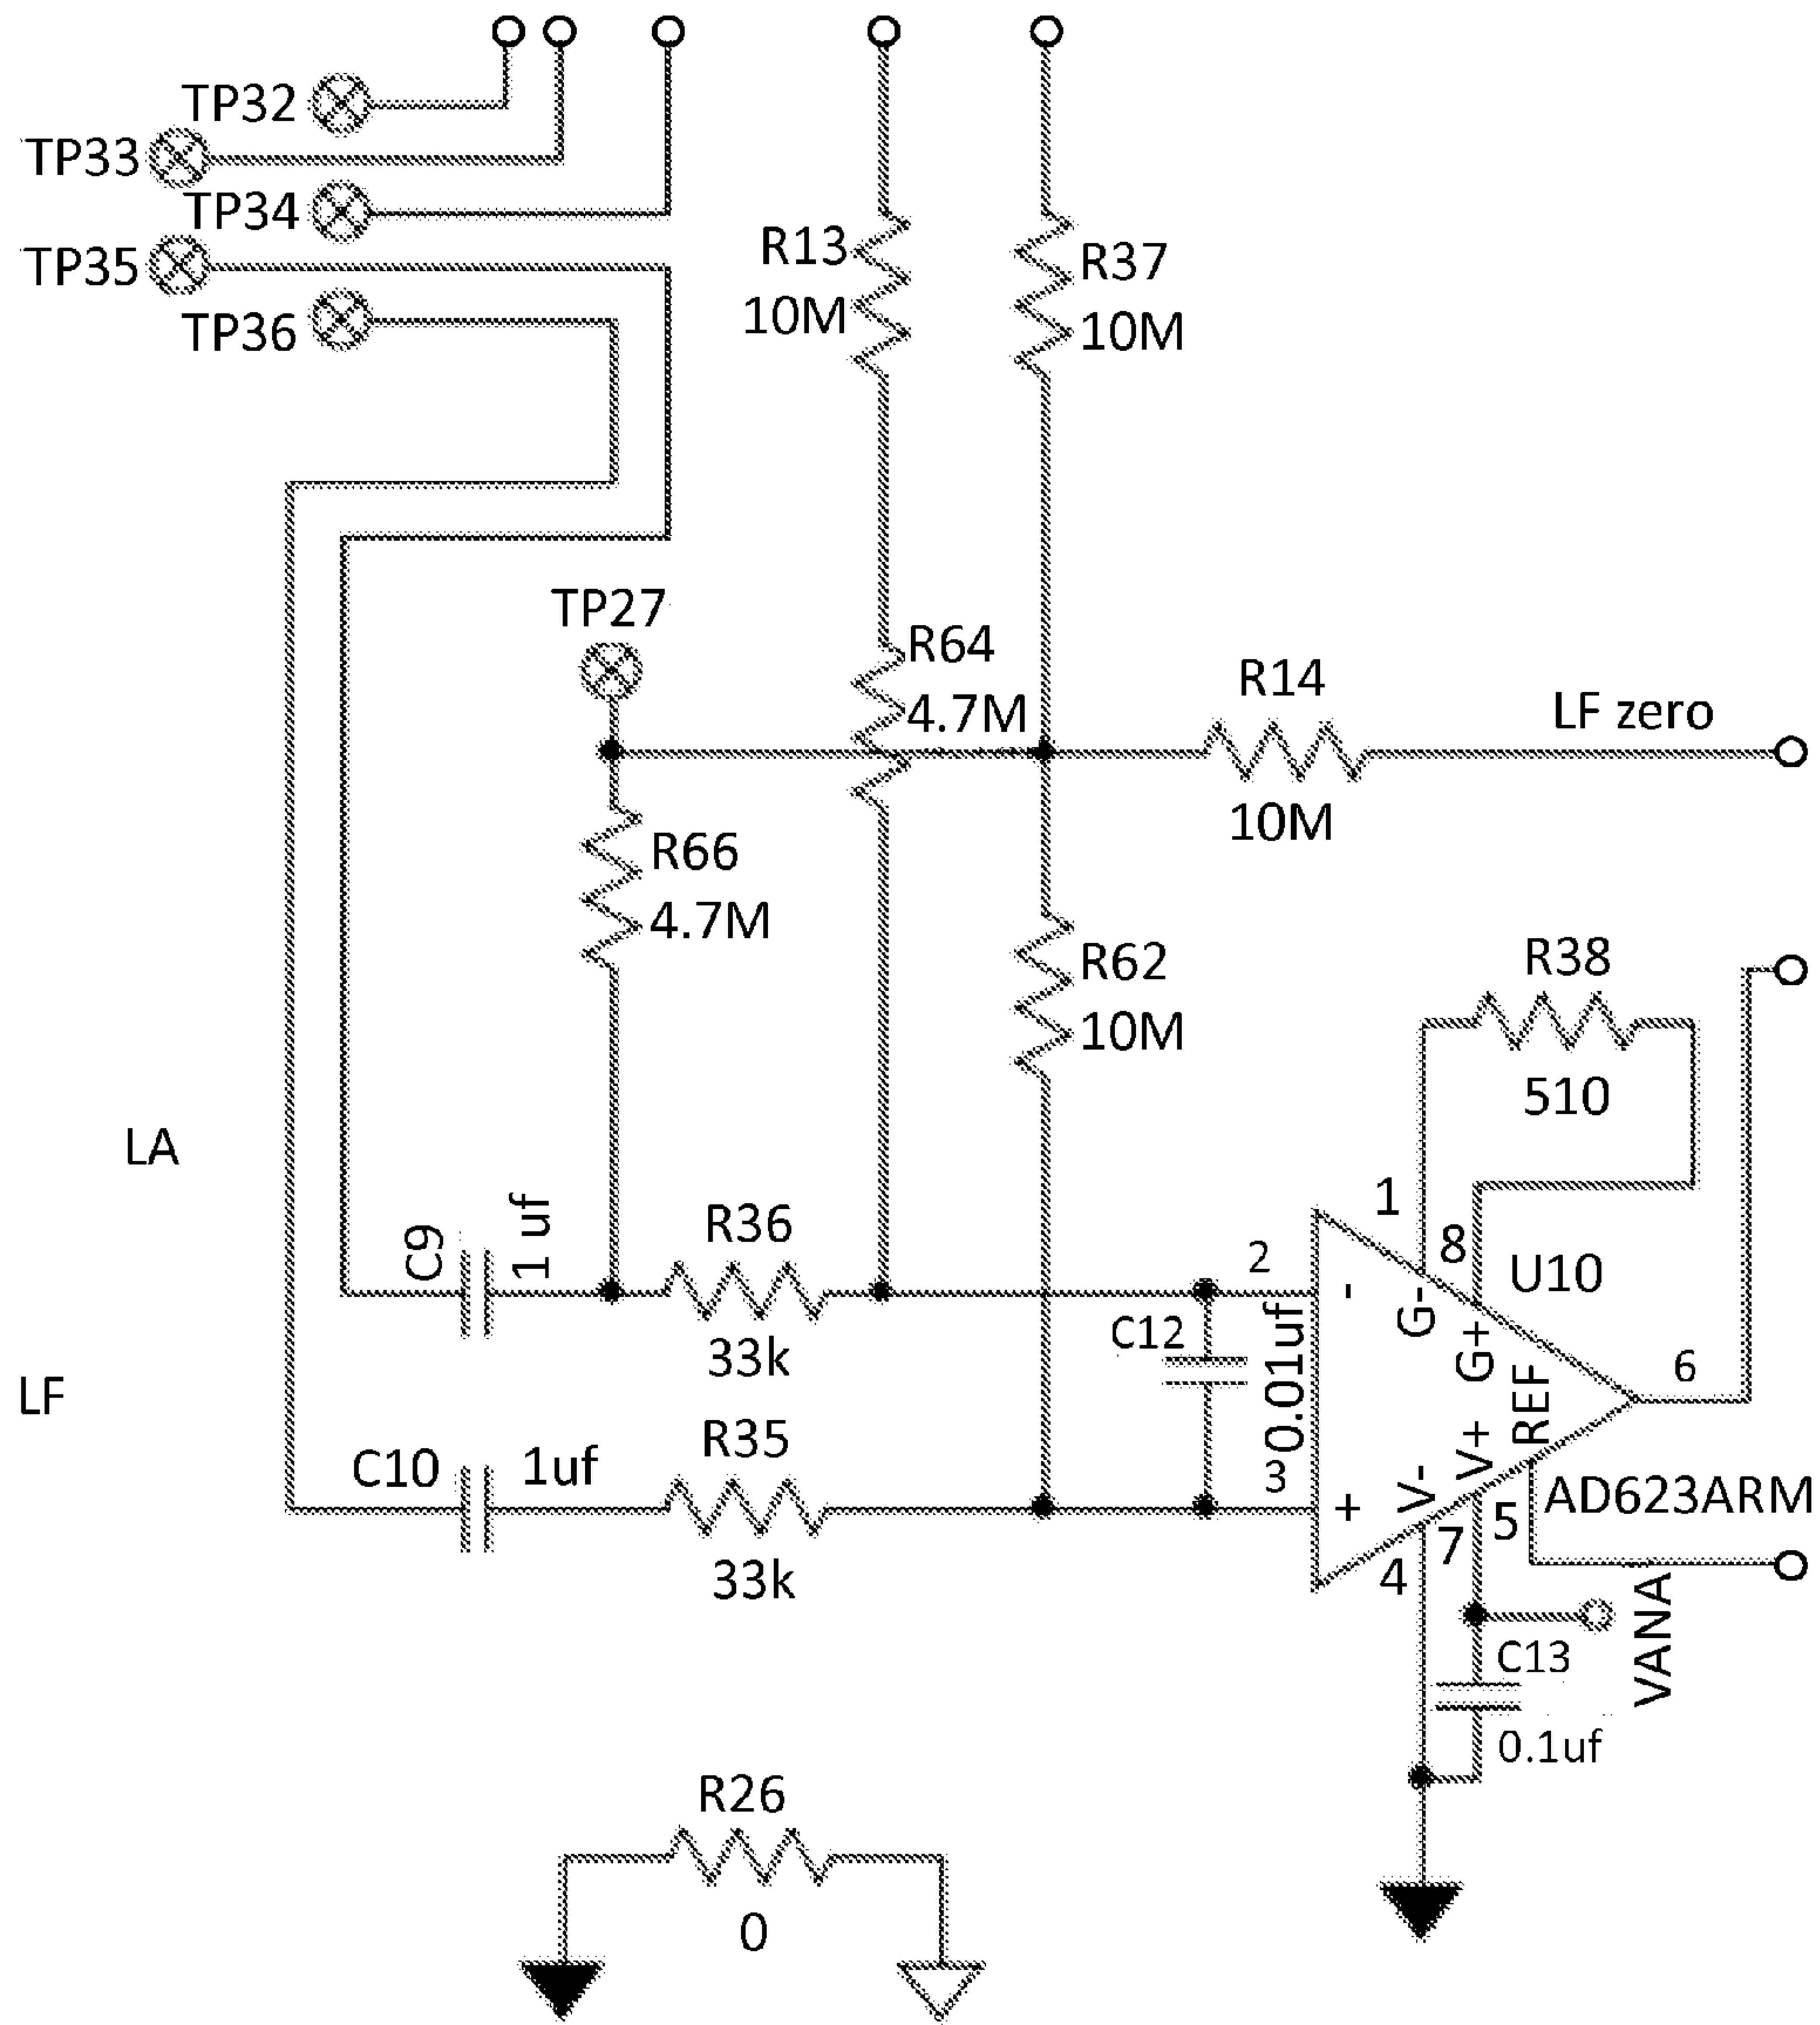 TP32
TP33
TP34
TP35
TP36
R13
10M
R37
10M
TP27
R64
4.7M
R14
10M
LF zero
R66
4.7M
R62
10M
R38
510
LA
C9
1 uf
R36
33k
2
1
8
U10
-
G-
G+
C12
0.01uf
LF
REF
6
C10
1uf
R35
33k
3
+
V-
V+
4
7
5
AD623ARM
VANA
C13
0.1uf
R26
0